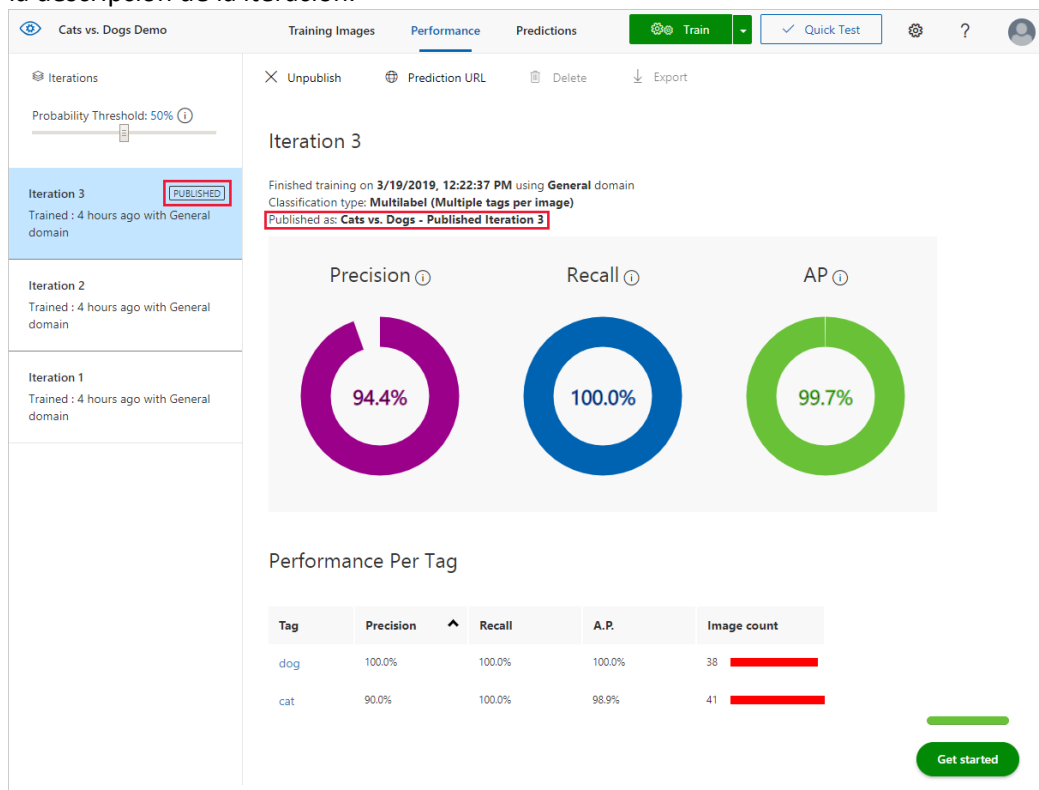 la descripción de la iteración.
Cats vs. Dogs Demo
Training Images
Performance
Predictions
Train
Quick Test
?
Iterations
Probability Threshold: 50%
Iteration 3
PUBLISHED
Trained : 4 hours ago with General
domain
Iteration 2
Trained : 4 hours ago with General
domain
Iteration 1
Trained : 4 hours ago with General
domain
Unpublish
Prediction URL
Delete
Export
Iteration 3
Finished training on 3/19/2019, 12:22:37 PM using General domain
Classification type: Multilabel (Multiple tags per image)
Published as: Cats vs. Dogs - Published Iteration 3
Precision
Recall
AP
94.4%
100.0%
99.7%
Performance Per Tag
Tag Precision Recall A.P. Image count
dog 100.0% 100.0% 100.0% 38
cat 90.0% 100.0% 98.9% 41
Get started